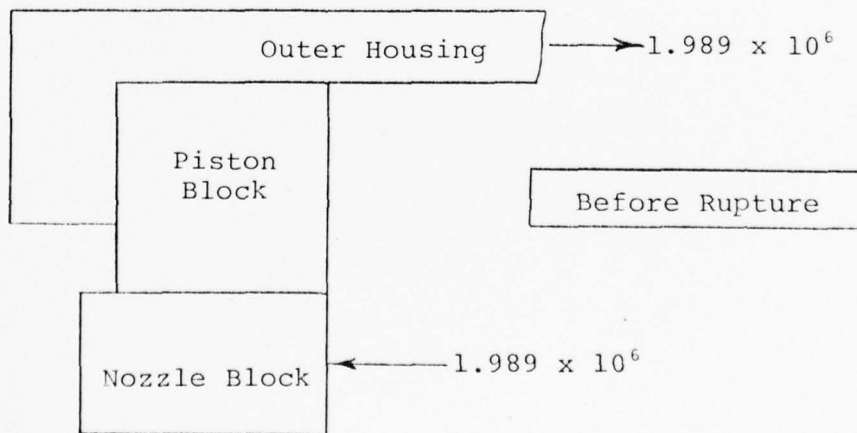 Outer Housing
1.989 x 10⁶
Piston
Block
Before Rupture
Nozzle Block
1.989 x 10⁶